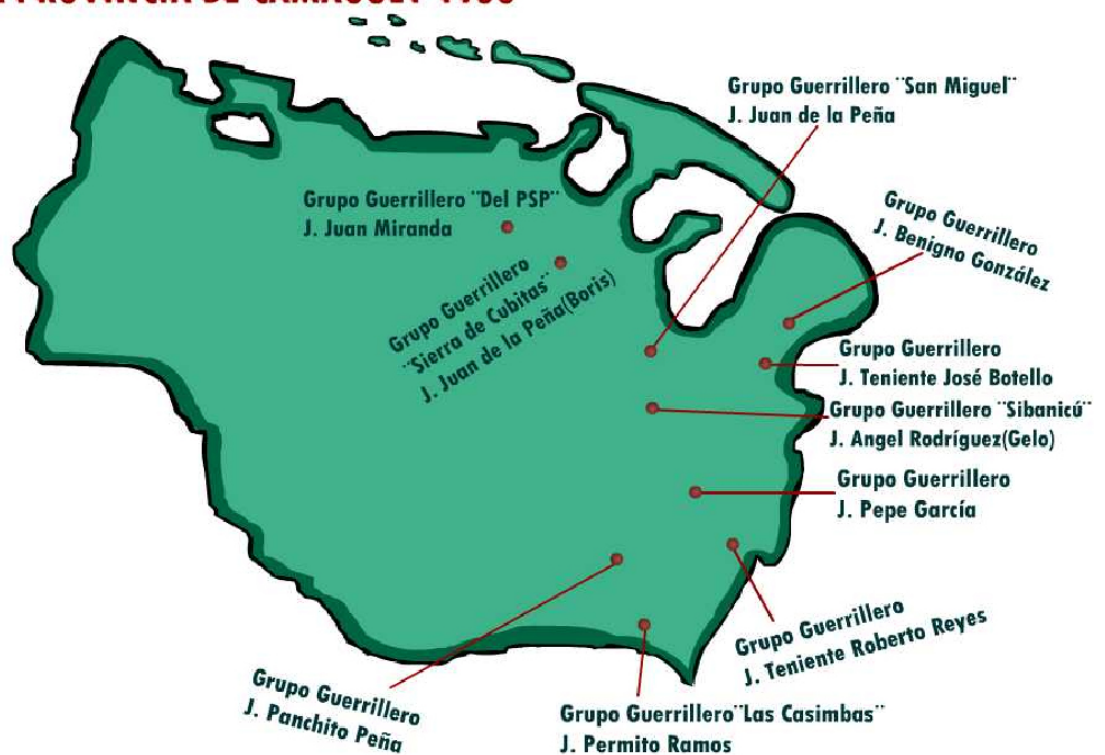 PROVINCIA DE CAMAGUEY
Grupo Guerrillero ¨San Miguel¨
J. Juan de la Peña
Grupo Guerrillero ¨Del PSP¨
J. Juan Miranda
Grupo Guerrillero
J. Benigno González
Grupo Guerrillero
¨Sierra de Cubitas¨
J. Juan de la Peña(Boris)
Grupo Guerrillero
J. Teniente José Botello
Grupo Guerrillero ¨Sibanicú¨
J. Angel Rodríguez(Gelo)
Grupo Guerrillero
J. Pepe García
Grupo Guerrillero
J. Teniente Roberto Reyes
Grupo Guerrillero
J. Panchito Peña
Grupo Guerrillero¨Las Casimbas¨
J. Permito Ramos